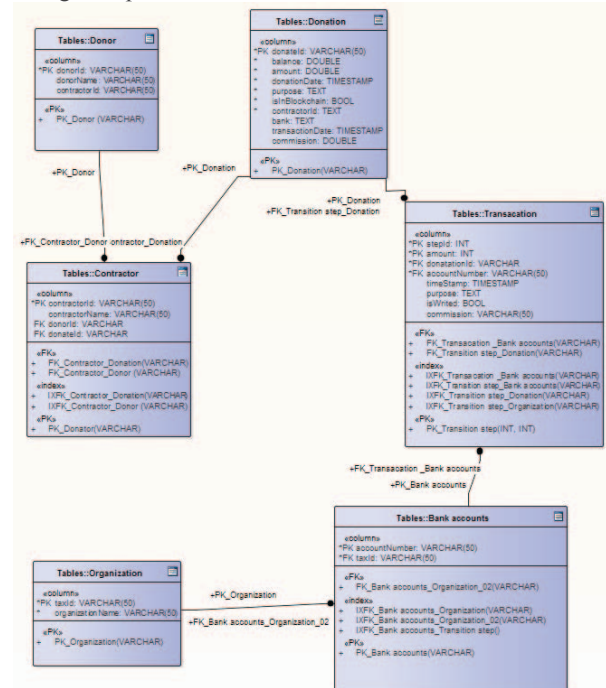 Tables::Donor
«column»
*PK donorId: VARCHAR(50)
donorName: VARCHAR(50)
contractorId: VARCHAR(50)
«PK»
+ PK_Donor (VARCHAR)
Tables::Donation
«column»
*PK donateId: VARCHAR(50)
* balance: DOUBLE
* amount: DOUBLE
* donationDate: TIMESTAMP
* purpose: TEXT
* isInBlockchain: BOOL
* contractorId: TEXT
bank: TEXT
transactionDate: TIMESTAMP
commission: DOUBLE
«PK»
+ PK_Donation(VARCHAR)
+PK_Donor
+PK_Donation
+PK_Donation
+FK_Transition step_Donation
+FK_Contractor_Donor ontractor_Donation
Tables::Contractor
«column»
*PK contractorId: VARCHAR(50)
contractorName: VARCHAR(50)
FK donorId: VARCHAR
FK donateId: VARCHAR
«FK»
+ FK_Contractor_Donation(VARCHAR)
+ FK_Contractor_Donor (VARCHAR)
«index»
+ IXFK_Contractor_Donation(VARCHAR)
+ IXFK_Contractor_Donor (VARCHAR)
«PK»
+ PK_Donator(VARCHAR)
Tables::Transacation
«column»
*PK stepId: INT
*PK amount: INT
*FK donatationId: VARCHAR
*FK accountNumber: VARCHAR(50)
timeStamp: TIMESTAMP
purpose: TEXT
isWrited: BOOL
commission: VARCHAR(50)
«FK»
+ FK_Transacation _Bank accounts(VARCHAR)
+ FK_Transition step_Donation(VARCHAR)
«index»
+ IXFK_Transacation _Bank accounts(VARCHAR)
+ IXFK_Transition step_Bank accounts(VARCHAR)
+ IXFK_Transition step_Donation(VARCHAR)
+ IXFK_Transition step_Organization(VARCHAR)
«PK»
+ PK_Transition step(INT, INT)
+FK_Transacation _Bank accounts
+PK_Bank accounts
Tables::Organization
«column»
*PK taxId: VARCHAR(50)
* organizationName: VARCHAR(50)
«PK»
+ PK_Organization(VARCHAR)
+PK_Organization
+FK_Bank accounts_Organization_02
Tables::Bank accounts
«column»
*PK accountNumber: VARCHAR(50)
*FK taxId: VARCHAR(50)
«FK»
+ FK_Bank accounts_Organization_02(VARCHAR)
«index»
+ IXFK_Bank accounts_Organization(VARCHAR)
+ IXFK_Bank accounts_Organization_02(VARCHAR)
+ IXFK_Bank accounts_Transition step()
«PK»
+ PK_Bank accounts(VARCHAR)